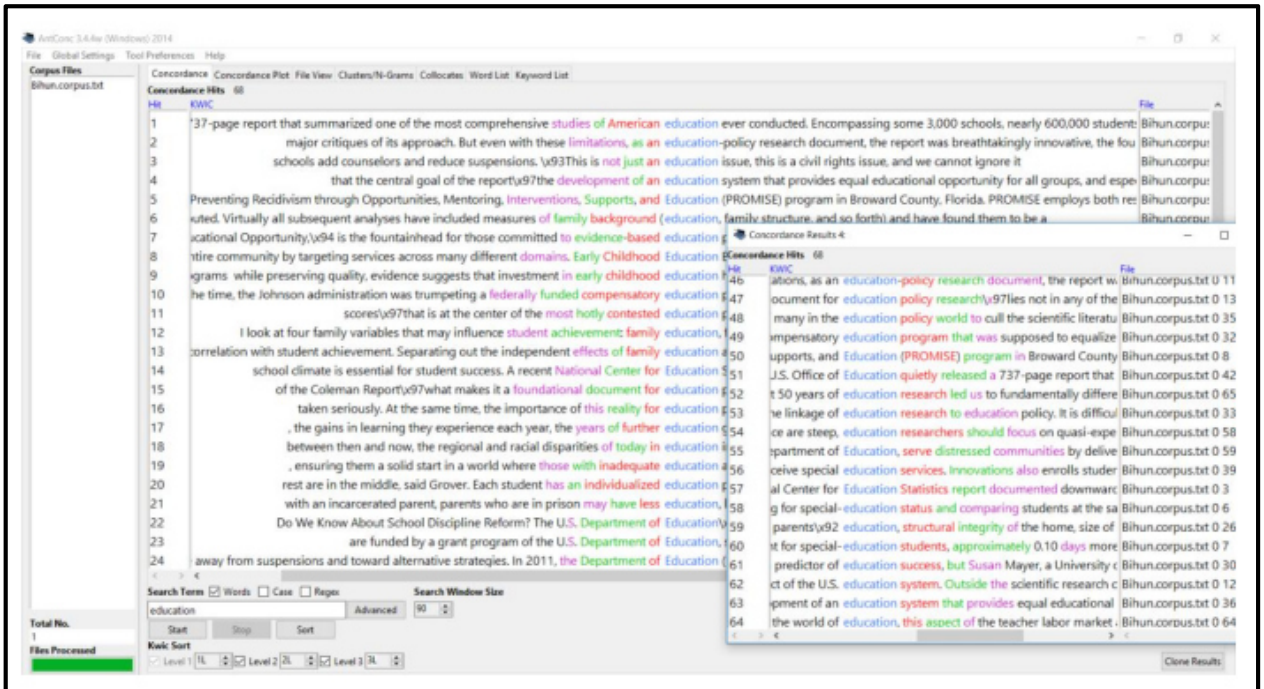 AntConc 3.4.4w (Windows) 2014
File Global Settings Tool Preferences Help
Corpus Files
Bihun.corpus.txt
Concordance Concordance Plot File View Clusters/N-Grams Collocates Word List Keyword List
Concordance Hits 68
Hit KWIC File
1 '37-page report that summarized one of the most comprehensive studies of American education ever conducted. Encompassing some 3,000 schools, nearly 600,000 student: Bihun.corpu:
2 major critiques of its approach. But even with these limitations, as an education-policy research document, the report was breathtakingly innovative, the fou Bihun.corpu:
3 schools add counselors and reduce suspensions. \x93This is not just an education issue, this is a civil rights issue, and we cannot ignore it Bihun.corpu:
4 that the central goal of the report\x97the development of an education system that provides equal educational opportunity for all groups, and espe Bihun.corpu:
5 Preventing Recidivism through Opportunities, Mentoring, Interventions, Supports, and Education (PROMISE) program in Broward County, Florida. PROMISE employs both re: Bihun.corpu:
6 uted. Virtually all subsequent analyses have included measures of family background (education, family structure, and so forth) and have found them to be a Bihun.corpu:
7 ucational Opportunity,\x94 is the fountainhead for those committed to evidence-based education p
8 ntire community by targeting services across many different domains. Early Childhood Education
9 ograms while preserving quality, evidence suggests that investment in early childhood education h
10 he time, the Johnson administration was trumpeting a federally funded compensatory education p
11 scores\x97that is at the center of the most hotly contested education p
12 I look at four family variables that may influence student achievement: family education, f
13 correlation with student achievement. Separating out the independent effects of family education a
14 school climate is essential for student success. A recent National Center for Education S
15 of the Coleman Report\x97what makes it a foundational document for education p
16 taken seriously. At the same time, the importance of this reality for education p
17 , the gains in learning they experience each year, the years of further education
18 between then and now, the regional and racial disparities of today in education i
19 , ensuring them a solid start in a world where those with inadequate education a
20 rest are in the middle, said Grover. Each student has an individualized education p
21 with an incarcerated parent, parents who are in prison may have less education, l
22 Do We Know About School Discipline Reform? The U.S. Department of Education\
23 are funded by a grant program of the U.S. Department of Education,
24 away from suspensions and toward alternative strategies. In 2011, the Department of Education (
Concordance Results 4:
Concordance Hits 68
Hit KWIC File
46 ations, as an education-policy research document, the report w. Bihun.corpus.txt 0 11
47 ocument for education policy research\x97lies not in any of the Bihun.corpus.txt 0 13
48 many in the education policy world to cull the scientific literatu Bihun.corpus.txt 0 35
49 mpensatory education program that was supposed to equalize Bihun.corpus.txt 0 32
50 upports, and Education (PROMISE) program in Broward County Bihun.corpus.txt 0 8
51 U.S. Office of Education quietly released a 737-page report that Bihun.corpus.txt 0 42
52 t 50 years of education research led us to fundamentally differe Bihun.corpus.txt 0 65
53 he linkage of education research to education policy. It is difficul Bihun.corpus.txt 0 33
54 ce are steep, education researchers should focus on quasi-expe Bihun.corpus.txt 0 58
55 epartment of Education, serve distressed communities by delive Bihun.corpus.txt 0 59
56 ceive special education services. Innovations also enrolls studer Bihun.corpus.txt 0 39
57 al Center for Education Statistics report documented downwarc Bihun.corpus.txt 0 3
58 g for special-education status and comparing students at the sa Bihun.corpus.txt 0 6
59 parents\x92 education, structural integrity of the home, size of Bihun.corpus.txt 0 26
60 nt for special-education students, approximately 0.10 days more Bihun.corpus.txt 0 7
61 predictor of education success, but Susan Mayer, a University c Bihun.corpus.txt 0 30
62 ct of the U.S. education system. Outside the scientific research c Bihun.corpus.txt 0 12
63 opment of an education system that provides equal educational Bihun.corpus.txt 0 36
64 the world of education, this aspect of the teacher labor market . Bihun.corpus.txt 0 64
Search Term Words Case Regex Search Window Size
education Advanced 90
Start Stop Sort
Total No.
1
Files Processed
Kwic Sort
Level 1 1L Level 2 2L Level 3 3L
Clone Results